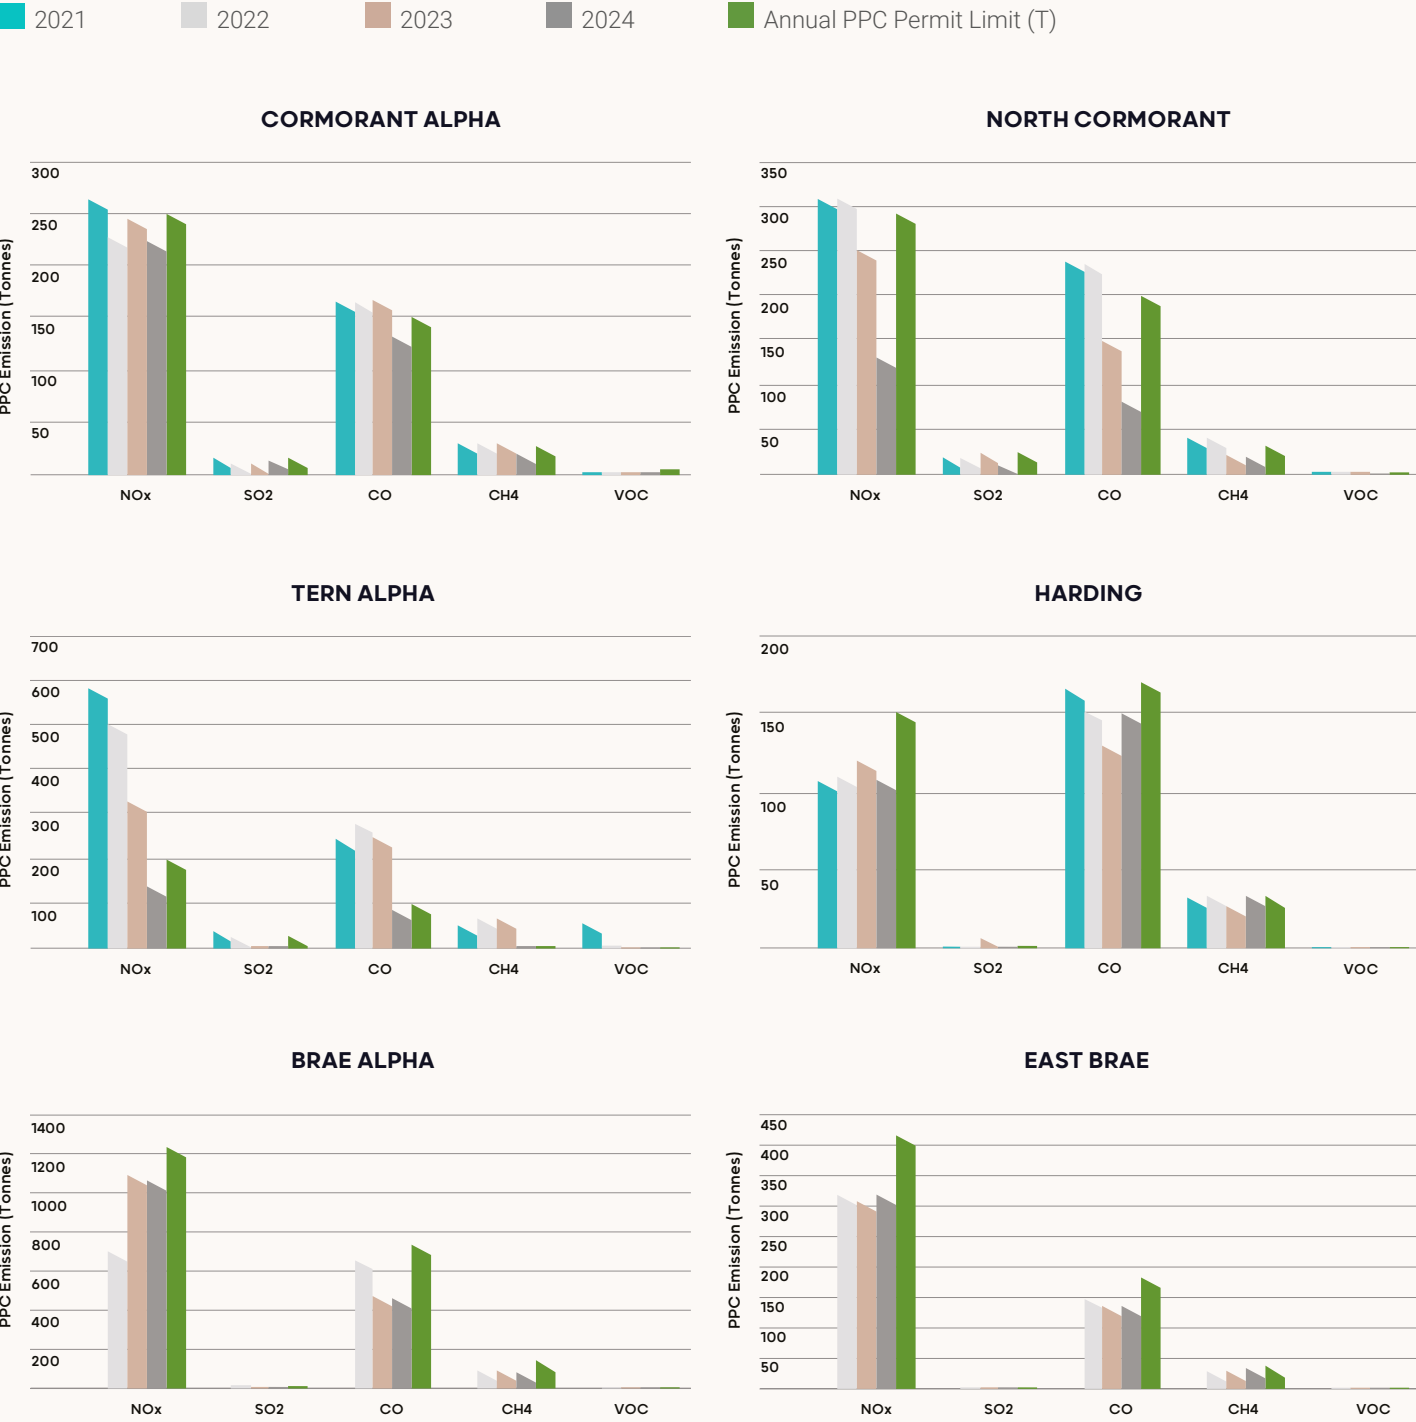 2021 2022 2023 2024 Annual PPC Permit Limit (T)
CORMORANT ALPHA
PPC Emission (Tonnes)
300
250
200
150
100
50
NOx SO2 CO CH4 VOC
NORTH CORMORANT
PPC Emission (Tonnes)
350
300
250
200
150
100
50
NOx SO2 CO CH4 VOC
TERN ALPHA
PPC Emission (Tonnes)
700
600
500
400
300
200
100
NOx SO2 CO CH4 VOC
HARDING
PPC Emission (Tonnes)
200
150
100
50
NOx SO2 CO CH4 VOC
BRAE ALPHA
PPC Emission (Tonnes)
1400
1200
1000
800
600
400
200
NOx SO2 CO CH4 VOC
EAST BRAE
PPC Emission (Tonnes)
450
400
350
300
250
200
150
100
50
NOx SO2 CO CH4 VOC